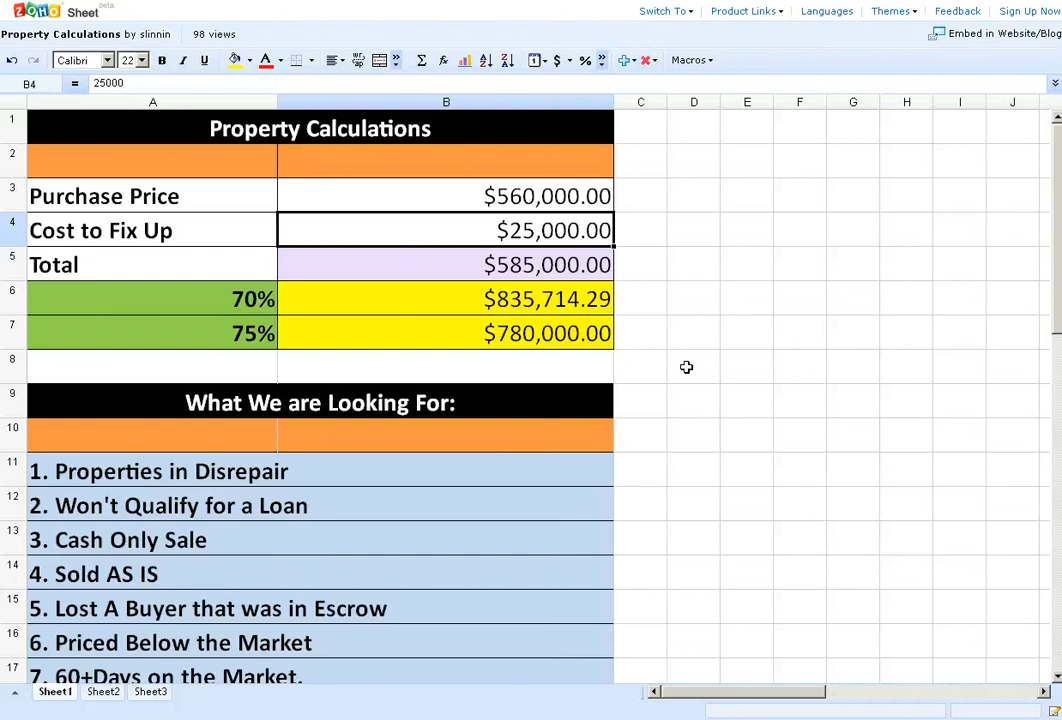 ZOHO Sheet beta
Switch To Product Links Languages Themes Feedback Sign Up Now
Property Calculations by slinnin 98 views Embed in Website/Blog
Calibri 22 B I U Σ fx $ % Macros
B4 = 25000
A B C D E F G H I J
1 Property Calculations
2
3 Purchase Price $560,000.00
4 Cost to Fix Up $25,000.00
5 Total $585,000.00
6 70% $835,714.29
7 75% $780,000.00
8
9 What We are Looking For:
10
11 1. Properties in Disrepair
12 2. Won't Qualify for a Loan
13 3. Cash Only Sale
14 4. Sold AS IS
15 5. Lost A Buyer that was in Escrow
16 6. Priced Below the Market
17 7. 60+Days on the Market.
Sheet1 Sheet2 Sheet3